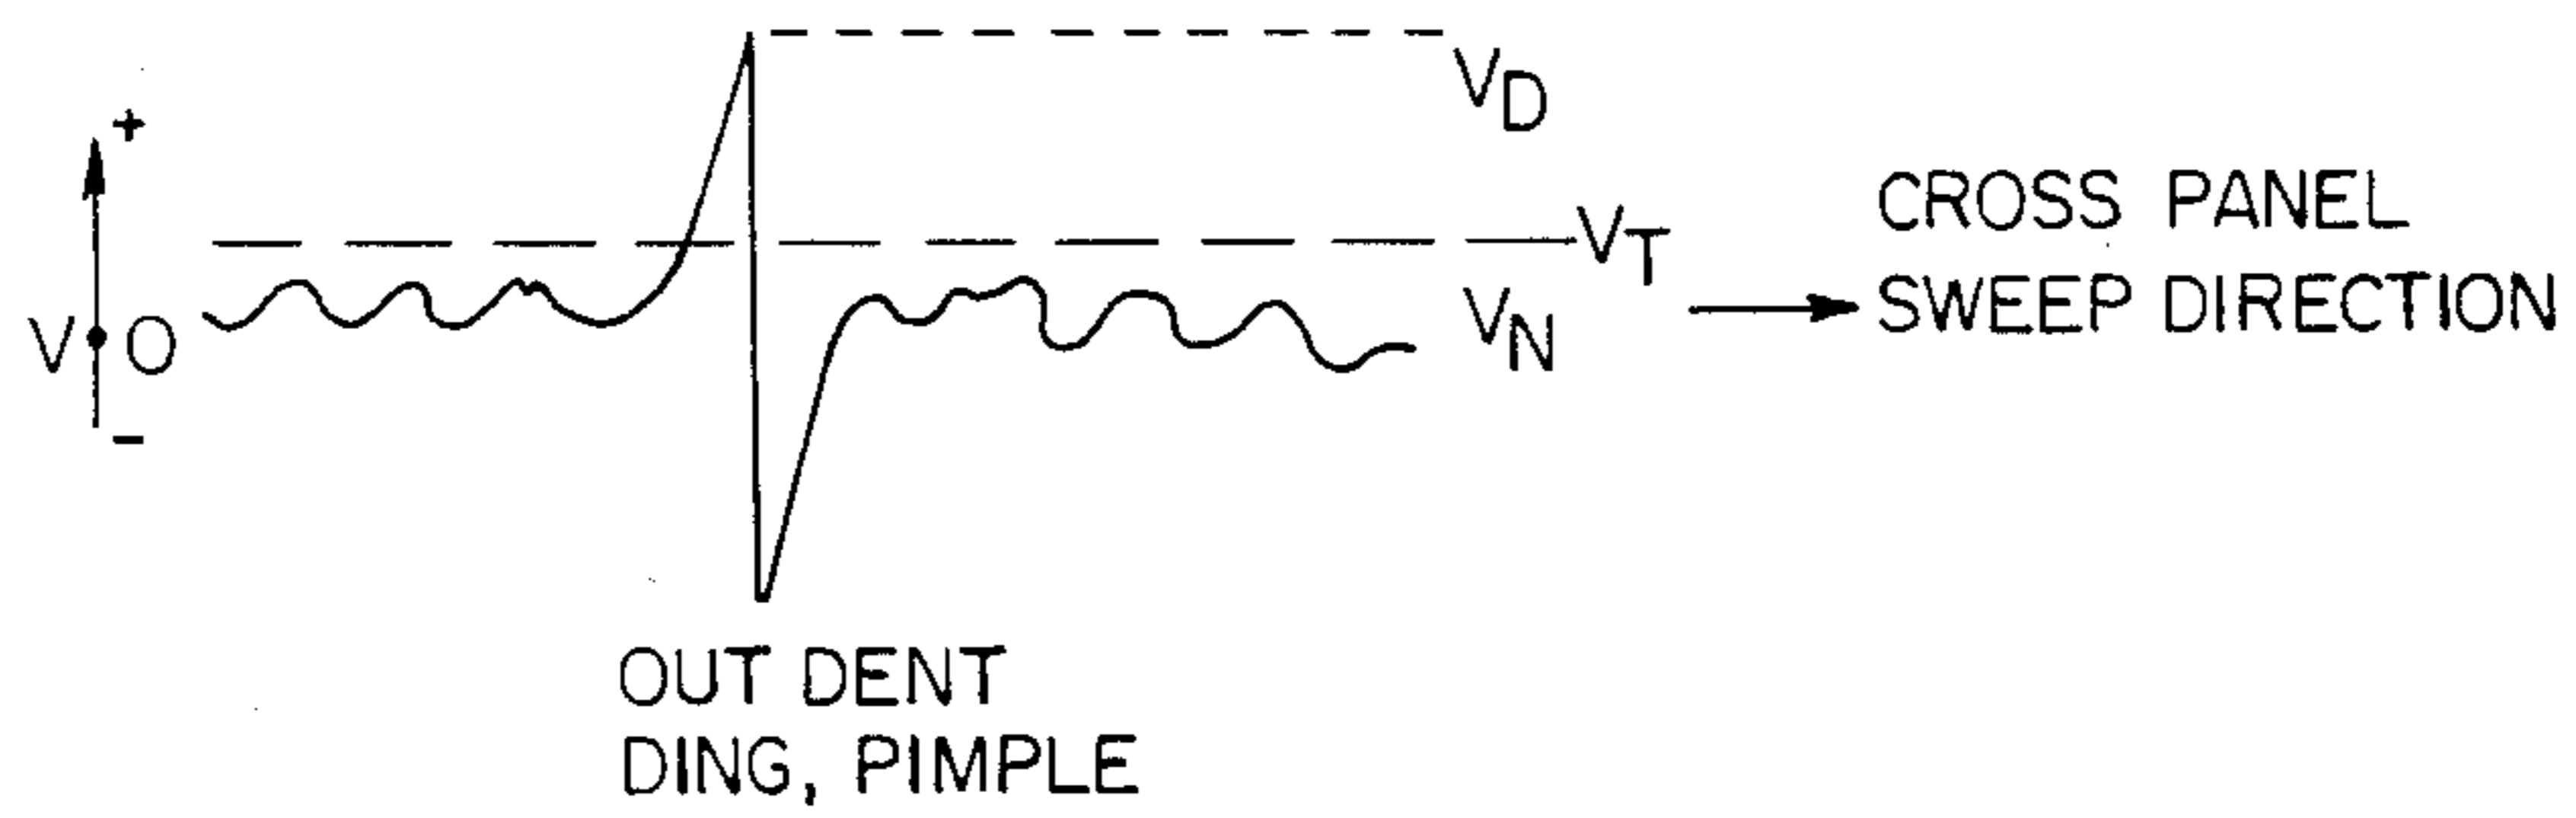 V_D
+
CROSS PANEL
V_T
SWEEP DIRECTION
V_N
V O
-
OUT DENT
DING, PIMPLE